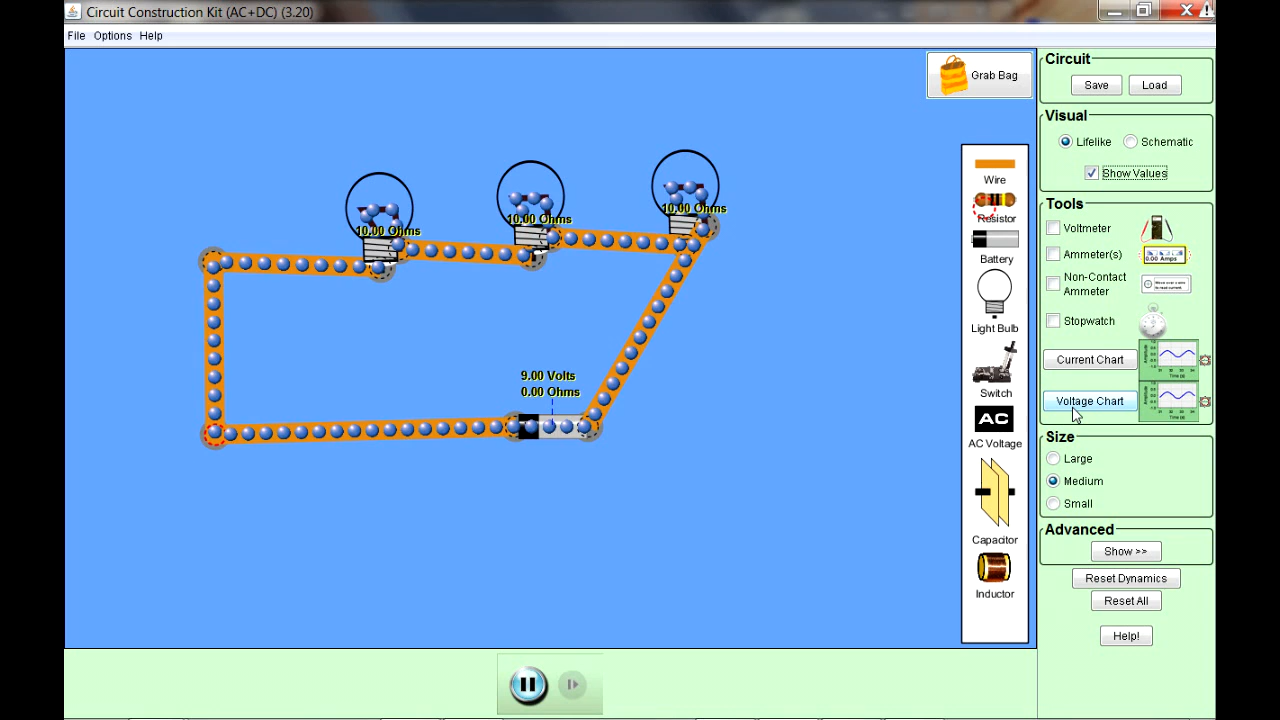 Circuit Construction Kit (AC+DC) (3.20)
File Options Help
Grab Bag
10.00 Ohms
10.00 Ohms
10.00 Ohms
9.00 Volts
0.00 Ohms
Wire
Resistor
Battery
Light Bulb
Switch
AC
AC Voltage
Capacitor
Inductor
Circuit
Save Load
Visual
Lifelike Schematic
Show Values
Tools
Voltmeter
Ammeter(s)
0.00 Amps
Non-Contact
Ammeter
Stopwatch
Current Chart
Voltage Chart
Size
Large
Medium
Small
Advanced
Show >>
Reset Dynamics
Reset All
Help!